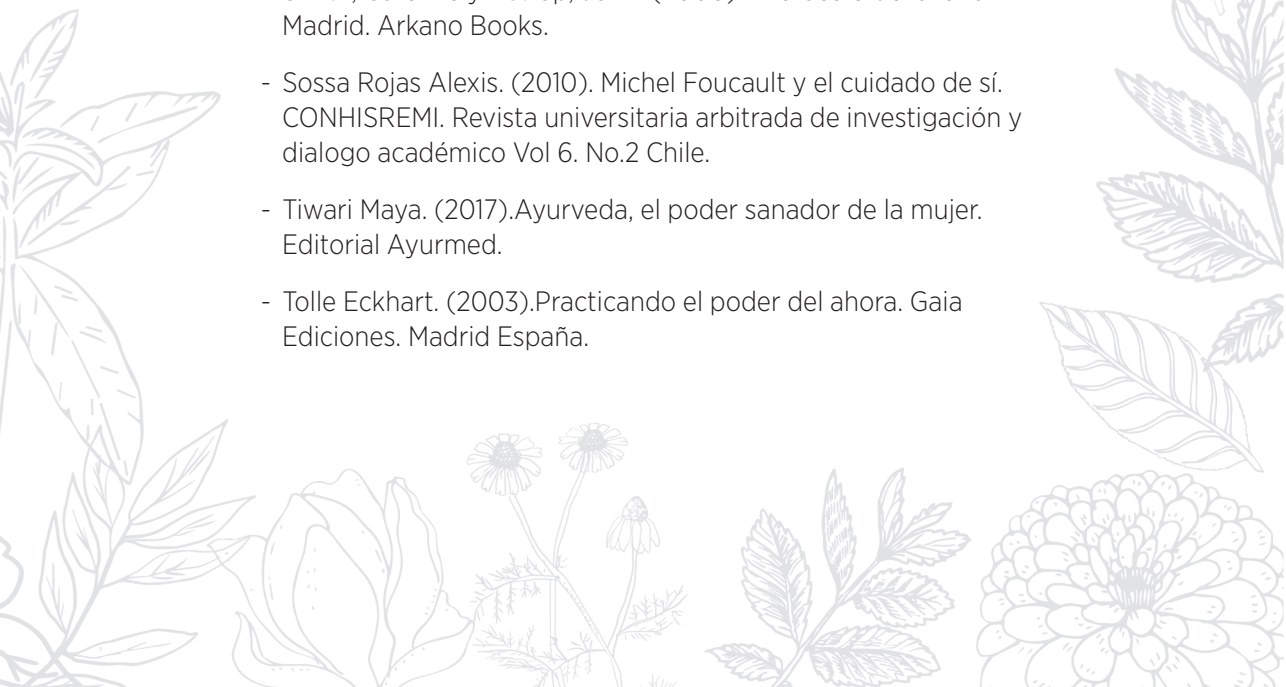 Madrid. Arkano Books.
- Sossa Rojas Alexis. (2010). Michel Foucault y el cuidado de sí.
CONHISREMI. Revista universitaria arbitrada de investigación y
dialogo académico Vol 6. No.2 Chile.
- Tiwari Maya. (2017).Ayurveda, el poder sanador de la mujer.
Editorial Ayurmed.
- Tolle Eckhart. (2003).Practicando el poder del ahora. Gaia
Ediciones. Madrid España.